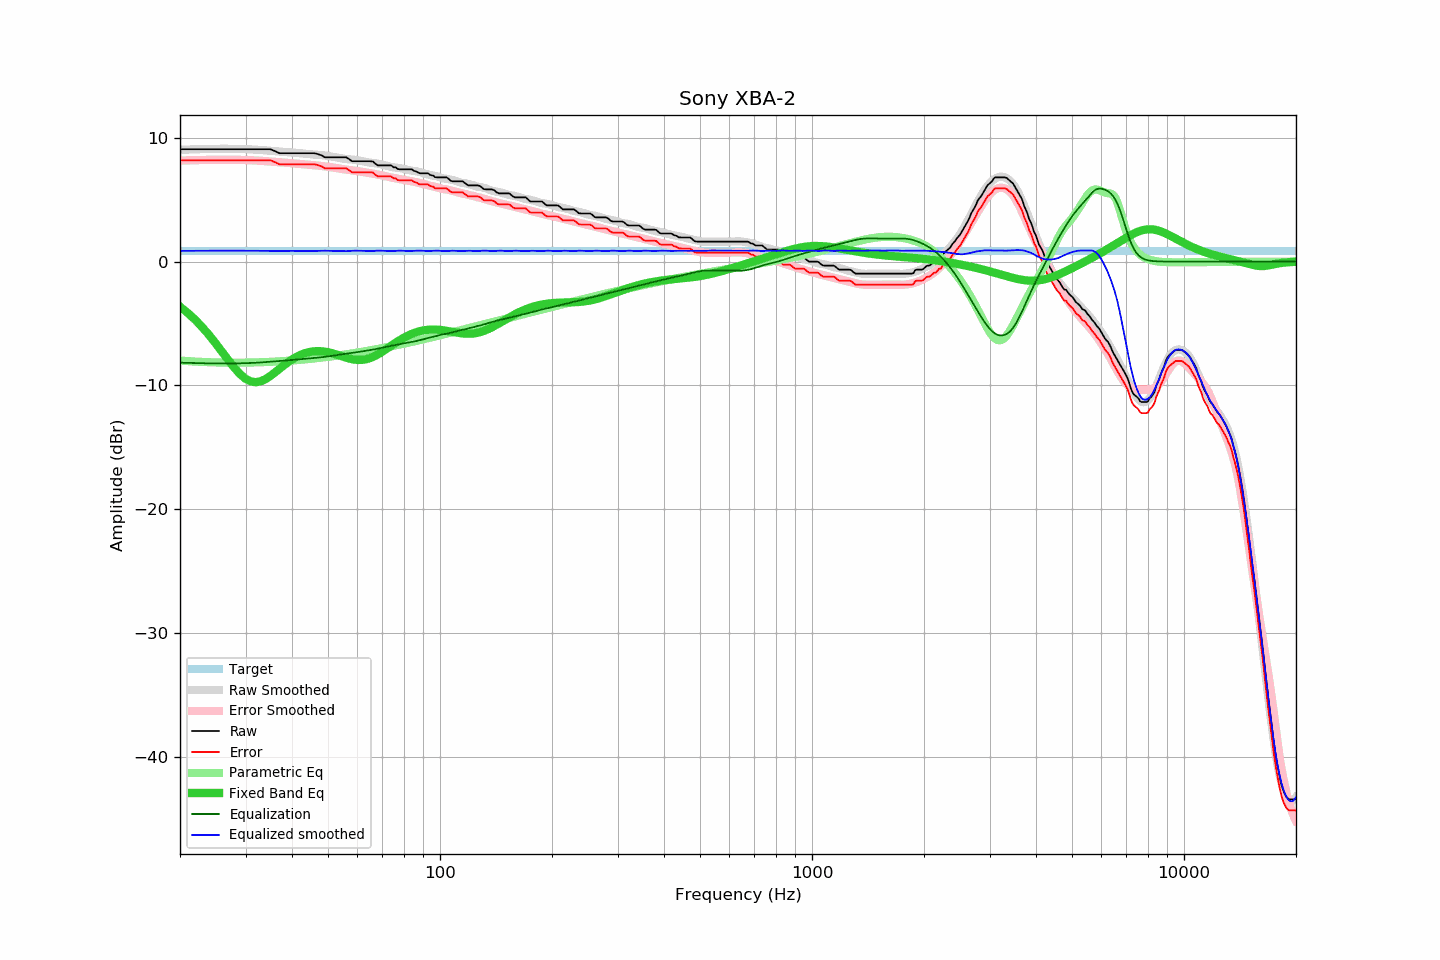 Sony XBA-2
10
0
−10
−20
−30
−40
Amplitude (dBr)
Target
Raw Smoothed
Error Smoothed
Raw
Error
Parametric Eq
Fixed Band Eq
Equalization
Equalized smoothed
100
1000
10000
Frequency (Hz)